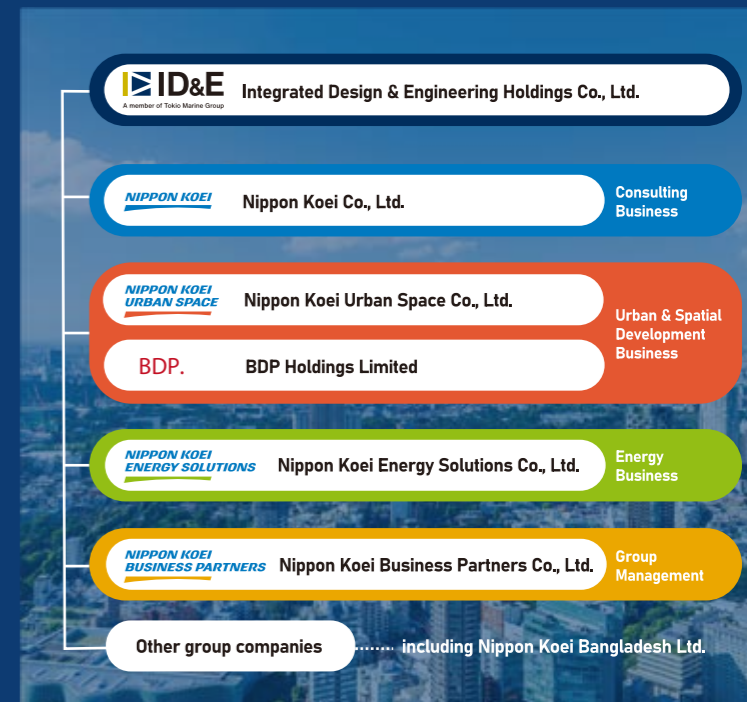 ID&E
A member of Tokio Marine Group
Integrated Design & Engineering Holdings Co., Ltd.
NIPPON KOEI
Nippon Koei Co., Ltd.
Consulting
Business
NIPPON KOEI
URBAN SPACE
Nippon Koei Urban Space Co., Ltd.
BDP.
BDP Holdings Limited
Urban & Spatial
Development
Business
NIPPON KOEI
ENERGY SOLUTIONS
Nippon Koei Energy Solutions Co., Ltd.
Energy
Business
NIPPON KOEI
BUSINESS PARTNERS
Nippon Koei Business Partners Co., Ltd.
Group
Management
Other group companies ....... including Nippon Koei Bangladesh Ltd.